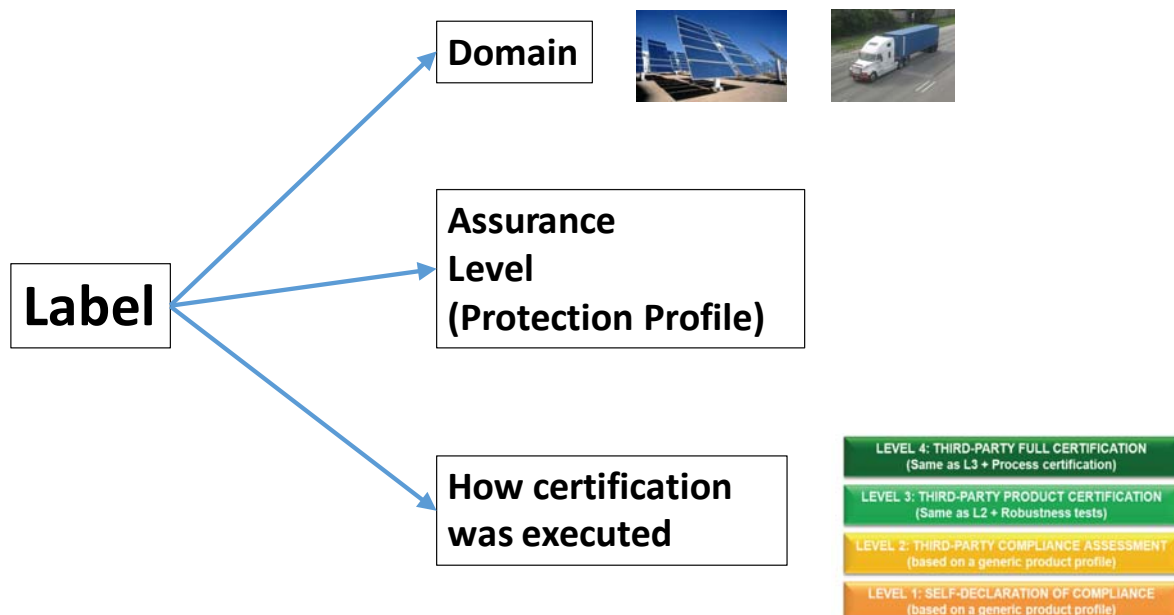 Domain
Assurance
Level
(Protection Profile)
Label
How certification
was executed
LEVEL 4: THIRD-PARTY FULL CERTIFICATION
(Same as L3 + Process certification)
LEVEL 3: THIRD-PARTY PRODUCT CERTIFICATION
(Same as L2 + Robustness tests)
LEVEL 2: THIRD-PARTY COMPLIANCE ASSESSMENT
(based on a generic product profile)
LEVEL 1: SELF-DECLARATION OF COMPLIANCE
(based on a generic product profile)